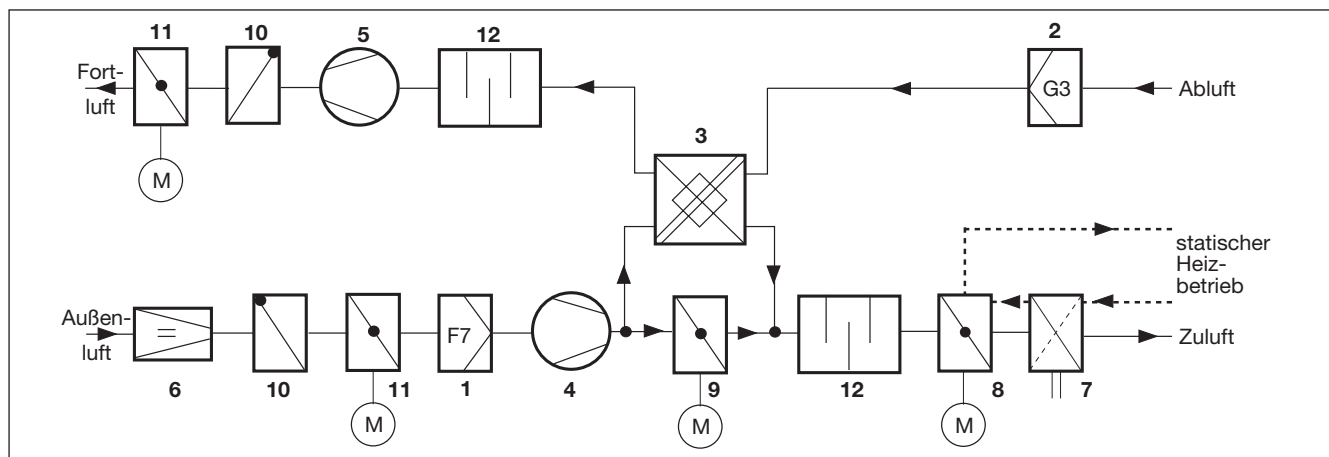 11 10 5 12 2
Fort-
luft
G3
Abluft
M
3
statischer
Heiz-
betrieb
Außen-
luft
F7
Zuluft
6 10 11 1 4 9 12 8 7
M M M